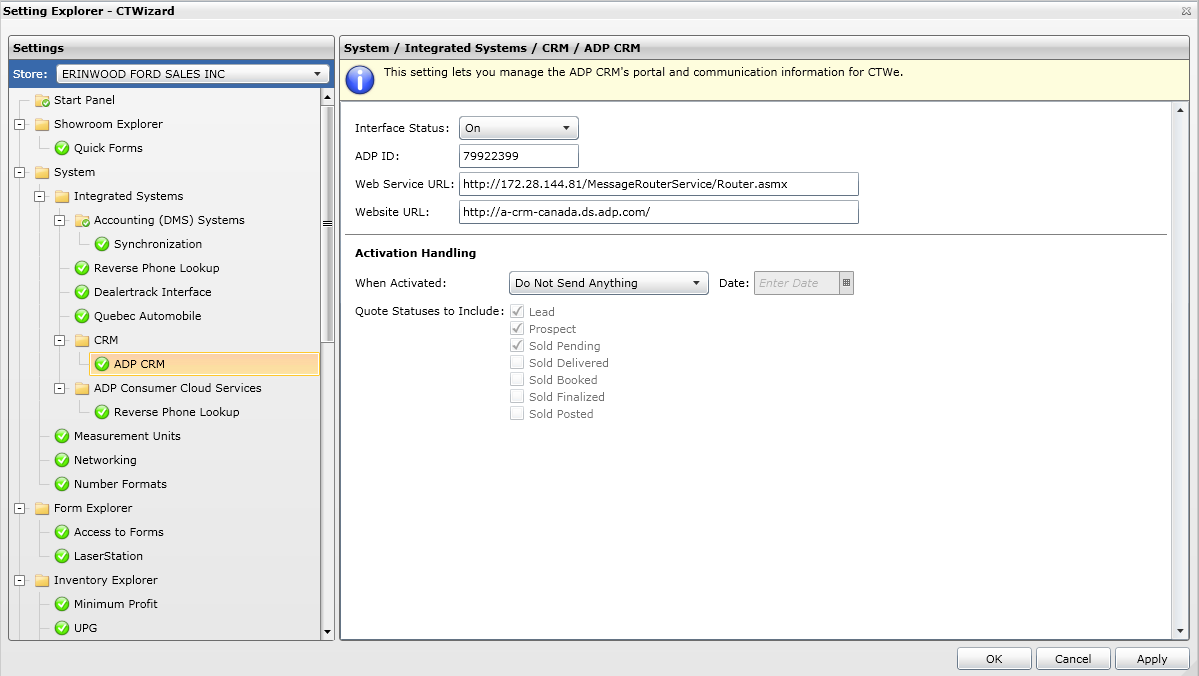 Setting Explorer - CTWizard
Settings
Store: ERINWOOD FORD SALES INC
Start Panel
Showroom Explorer
Quick Forms
System
Integrated Systems
Accounting (DMS) Systems
Synchronization
Reverse Phone Lookup
Dealertrack Interface
Quebec Automobile
CRM
ADP CRM
ADP Consumer Cloud Services
Reverse Phone Lookup
Measurement Units
Networking
Number Formats
Form Explorer
Access to Forms
LaserStation
Inventory Explorer
Minimum Profit
UPG
System / Integrated Systems / CRM / ADP CRM
This setting lets you manage the ADP CRM's portal and communication information for CTWe.
Interface Status: On
ADP ID: 79922399
Web Service URL: http://172.28.144.81/MessageRouterService/Router.asmx
Website URL: http://a-crm-canada.ds.adp.com/
Activation Handling
When Activated: Do Not Send Anything Date: Enter Date
Quote Statuses to Include: Lead
Prospect
Sold Pending
Sold Delivered
Sold Booked
Sold Finalized
Sold Posted
OK Cancel Apply